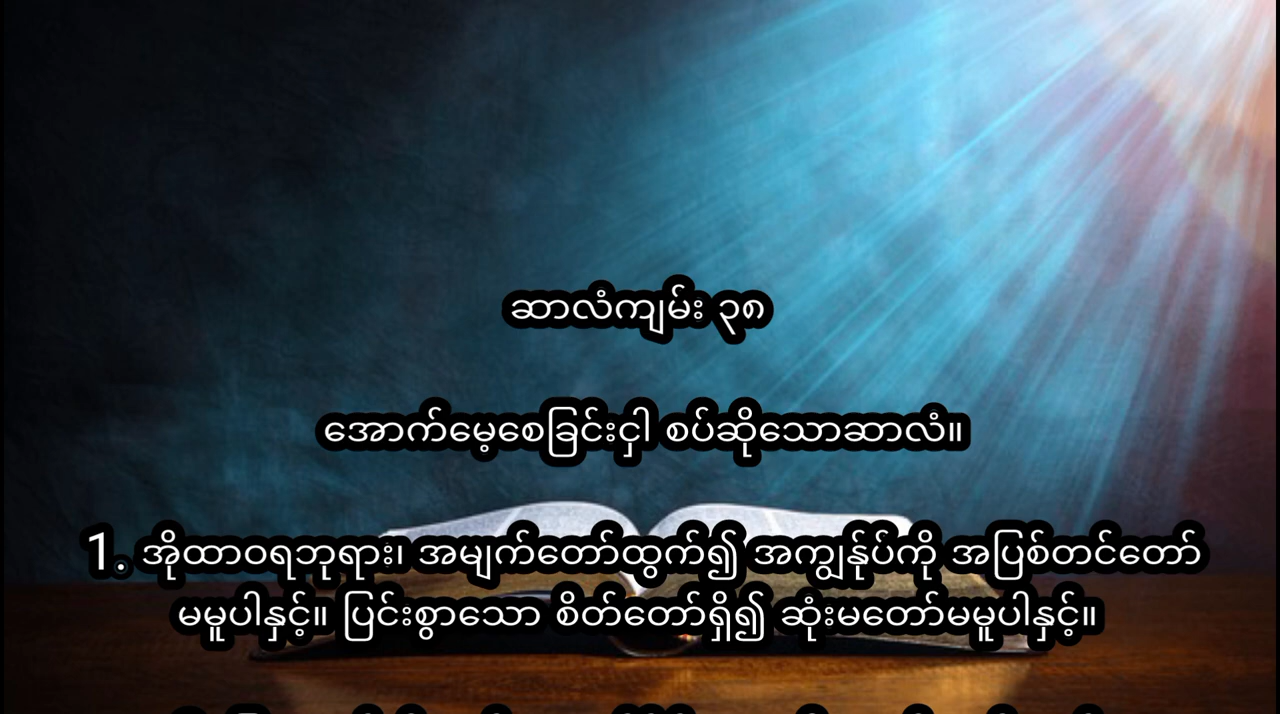 ဆာလံကျမ်း ၃၈
အောက်မေ့စေခြင်းငှါ စပ်ဆိုသောဆာလံ။
1. အိုထာဝရဘုရား၊ အမျက်တော်ထွက်၍ အကျွန်ုပ်ကို အပြစ်တင်တော်
မမူပါနှင့်။ ပြင်းစွာသော စိတ်တော်ရှိ၍ ဆုံးမတော်မမူပါနှင့်။